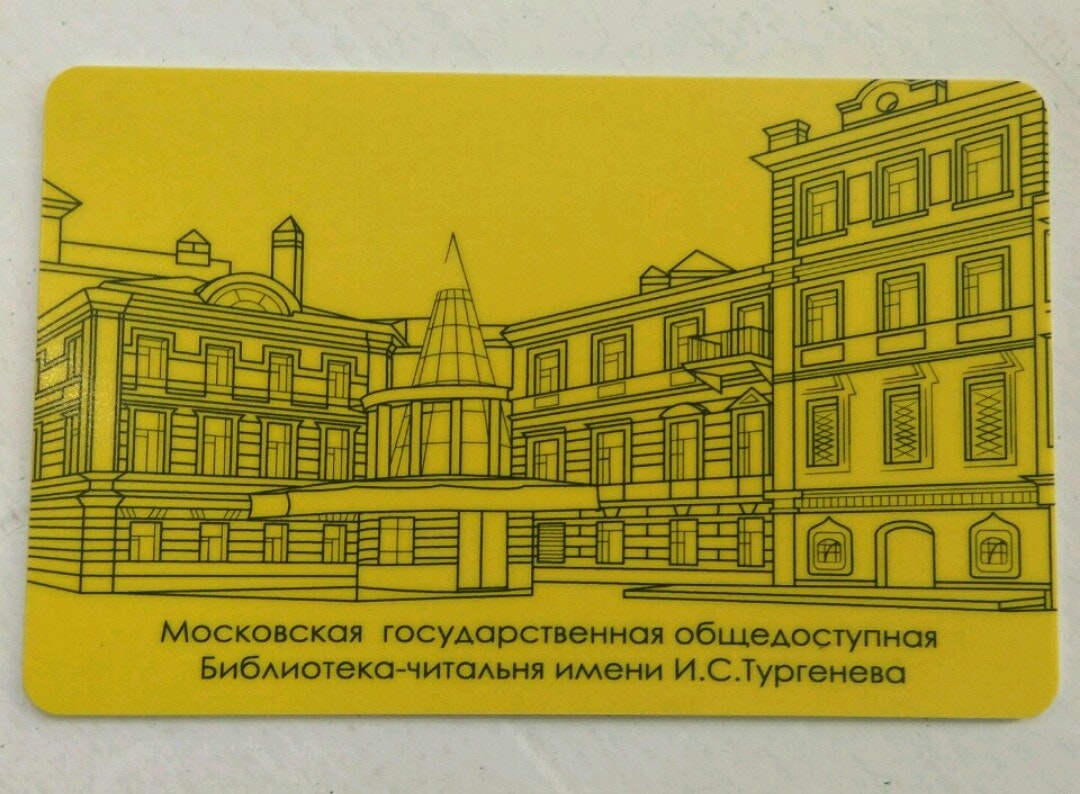 Московская государственная общедоступная
Библиотека-читальня имени И.С.Тургенева